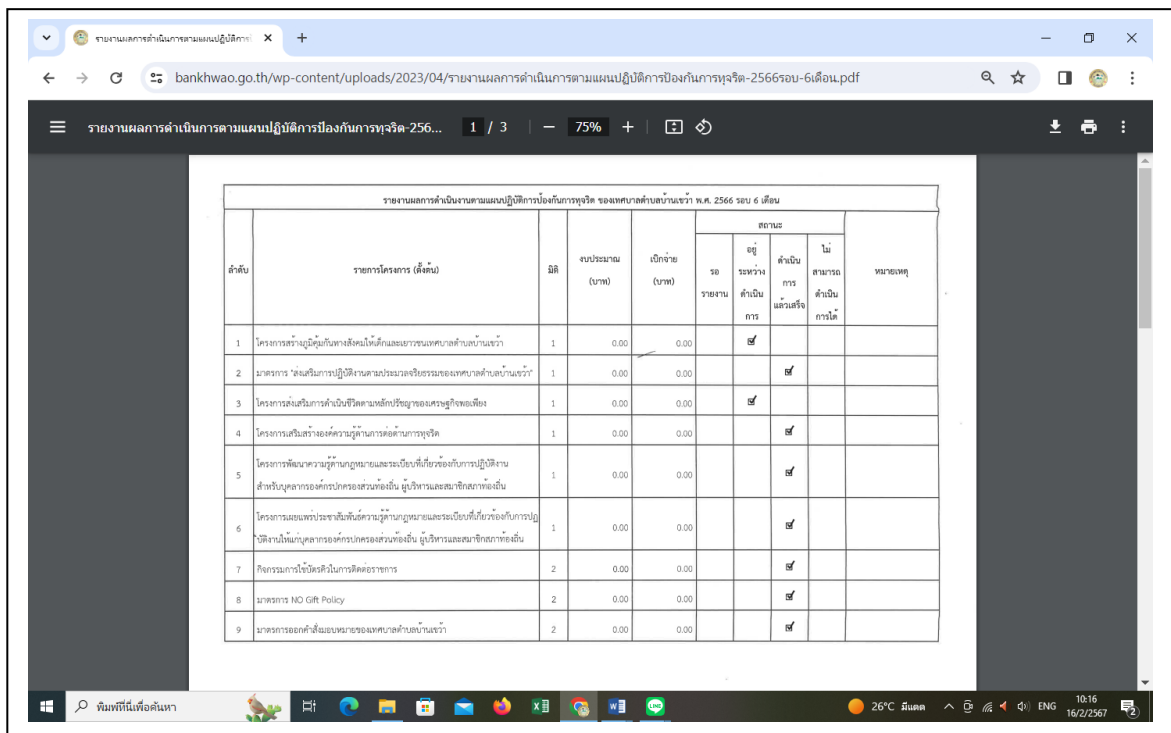 รายงานผลการดำเนินการตามแผนปฏิบัติการป้
bankhwao.go.th/wp-content/uploads/2023/04/รายงานผลการดำเนินการตามแผนปฏิบัติการป้องกันการทุจริต-2566รอบ-6เดือน.pdf
รายงานผลการดำเนินการตามแผนปฏิบัติการป้องกันการทุจริต-256... 1 / 3 75%
รายงานผลการดำเนินงานตามแผนปฏิบัติการป้องกันการทุจริต ของเทศบาลตำบลบ้านเขว้า พ.ศ. 2566 รอบ 6 เดือน
ลำดับ รายการโครงการ (ตั้งต้น) มิติ งบประมาณ (บาท) เบิกจ่าย (บาท) สถานะ หมายเหตุ
รอรายงาน อยู่ระหว่างดำเนินการ ดำเนินการแล้วเสร็จ ไม่สามารถดำเนินการได้
1 โครงการสร้างภูมิคุ้มกันทางสังคมให้เด็กและเยาวชนเทศบาลตำบลบ้านเขว้า 1 0.00 0.00
2 มาตรการ "ส่งเสริมการปฏิบัติงานตามประมวลจริยธรรมของเทศบาลตำบลบ้านเขว้า" 1 0.00 0.00
3 โครงการส่งเสริมการดำเนินชีวิตตามหลักปรัชญาของเศรษฐกิจพอเพียง 1 0.00 0.00
4 โครงการเสริมสร้างองค์ความรู้ด้านการต่อต้านการทุจริต 1 0.00 0.00
5 โครงการพัฒนาความรู้ด้านกฎหมายและระเบียบที่เกี่ยวข้องกับการปฏิบัติงาน
สำหรับบุคลากรองค์กรปกครองส่วนท้องถิ่น ผู้บริหารและสมาชิกสภาท้องถิ่น 1 0.00 0.00
6 โครงการเผยแพร่ประชาสัมพันธ์ความรู้ด้านกฎหมายและระเบียบที่เกี่ยวข้องกับการปฏ
ิบัติงานให้แก่บุคลากรองค์กรปกครองส่วนท้องถิ่น ผู้บริหารและสมาชิกสภาท้องถิ่น 1 0.00 0.00
7 กิจกรรมการใช้บัตรคิวในการติดต่อราชการ 2 0.00 0.00
8 มาตรการ NO Gift Policy 2 0.00 0.00
9 มาตรการออกคำสั่งมอบหมายของเทศบาลตำบลบ้านเขว้า 2 0.00 0.00
พิมพ์ที่นี่เพื่อค้นหา
26°C มีแดด ENG 10:16
16/2/2567